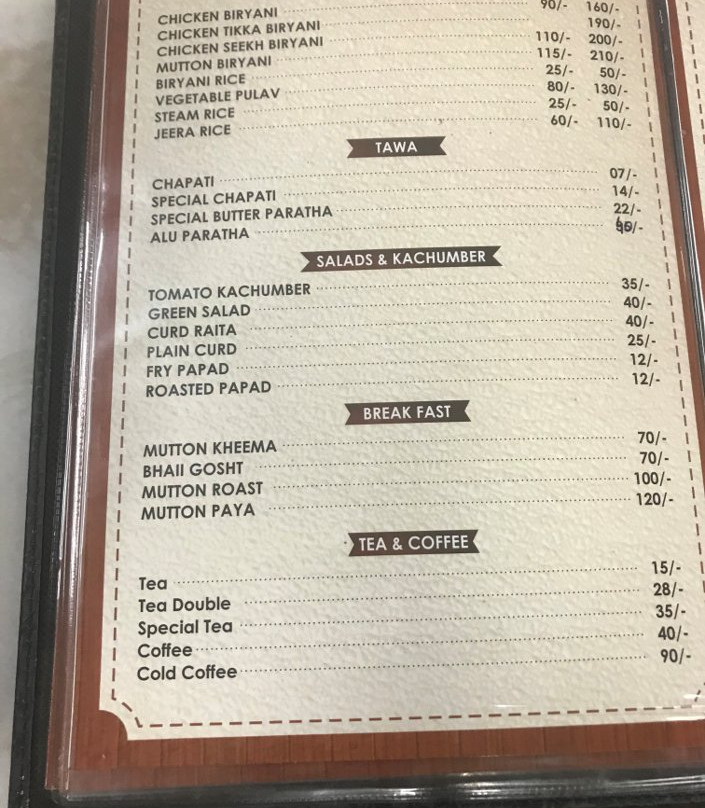 CHICKEN BIRYANI 90/- 160/-
CHICKEN TIKKA BIRYANI 190/-
CHICKEN SEEKH BIRYANI 110/- 200/-
MUTTON BIRYANI 115/- 210/-
BIRYANI RICE 25/- 50/-
VEGETABLE PULAV 80/- 130/-
STEAM RICE 25/- 50/-
JEERA RICE 60/- 110/-
TAWA
CHAPATI 07/-
SPECIAL CHAPATI 14/-
SPECIAL BUTTER PARATHA 22/-
ALU PARATHA
SALADS & KACHUMBER
TOMATO KACHUMBER 35/-
GREEN SALAD 40/-
CURD RAITA 40/-
PLAIN CURD 25/-
FRY PAPAD 12/-
ROASTED PAPAD 12/-
BREAK FAST
MUTTON KHEEMA 70/-
BHAII GOSHT 70/-
MUTTON ROAST 100/-
MUTTON PAYA 120/-
TEA & COFFEE
Tea 15/-
Tea Double 28/-
Special Tea 35/-
Coffee 40/-
Cold Coffee 90/-